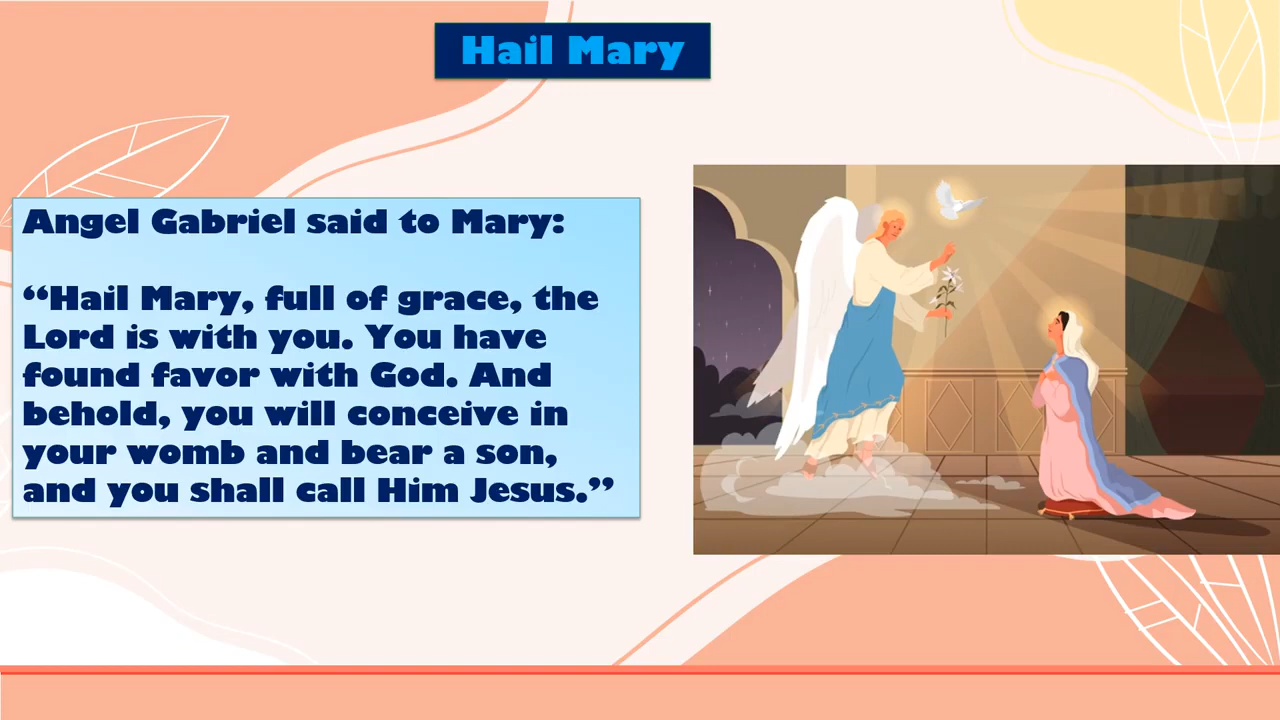 Hail Mary
Angel Gabriel said to Mary:
“Hail Mary, full of grace, the
Lord is with you. You have
found favor with God. And
behold, you will conceive in
your womb and bear a son,
and you shall call Him Jesus.”